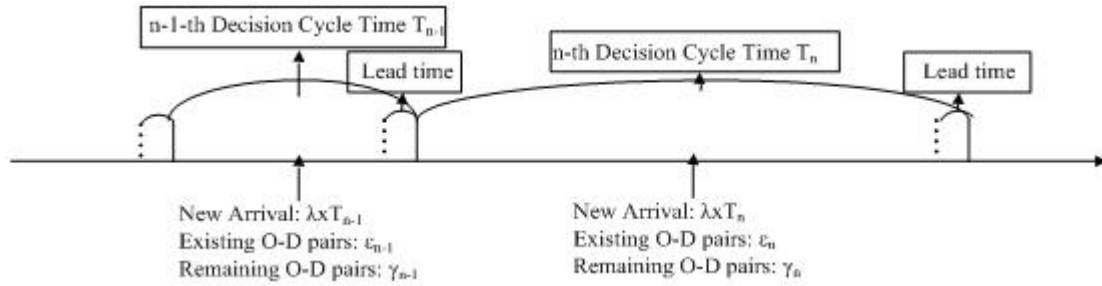 n-1-th Decision Cycle Time Tn-1
Lead time
n-th Decision Cycle Time Tn
Lead time
New Arrival: λxTn-1
Existing O-D pairs: εn-1
Remaining O-D pairs: γn-1
New Arrival: λxTn
Existing O-D pairs: εn
Remaining O-D pairs: γn